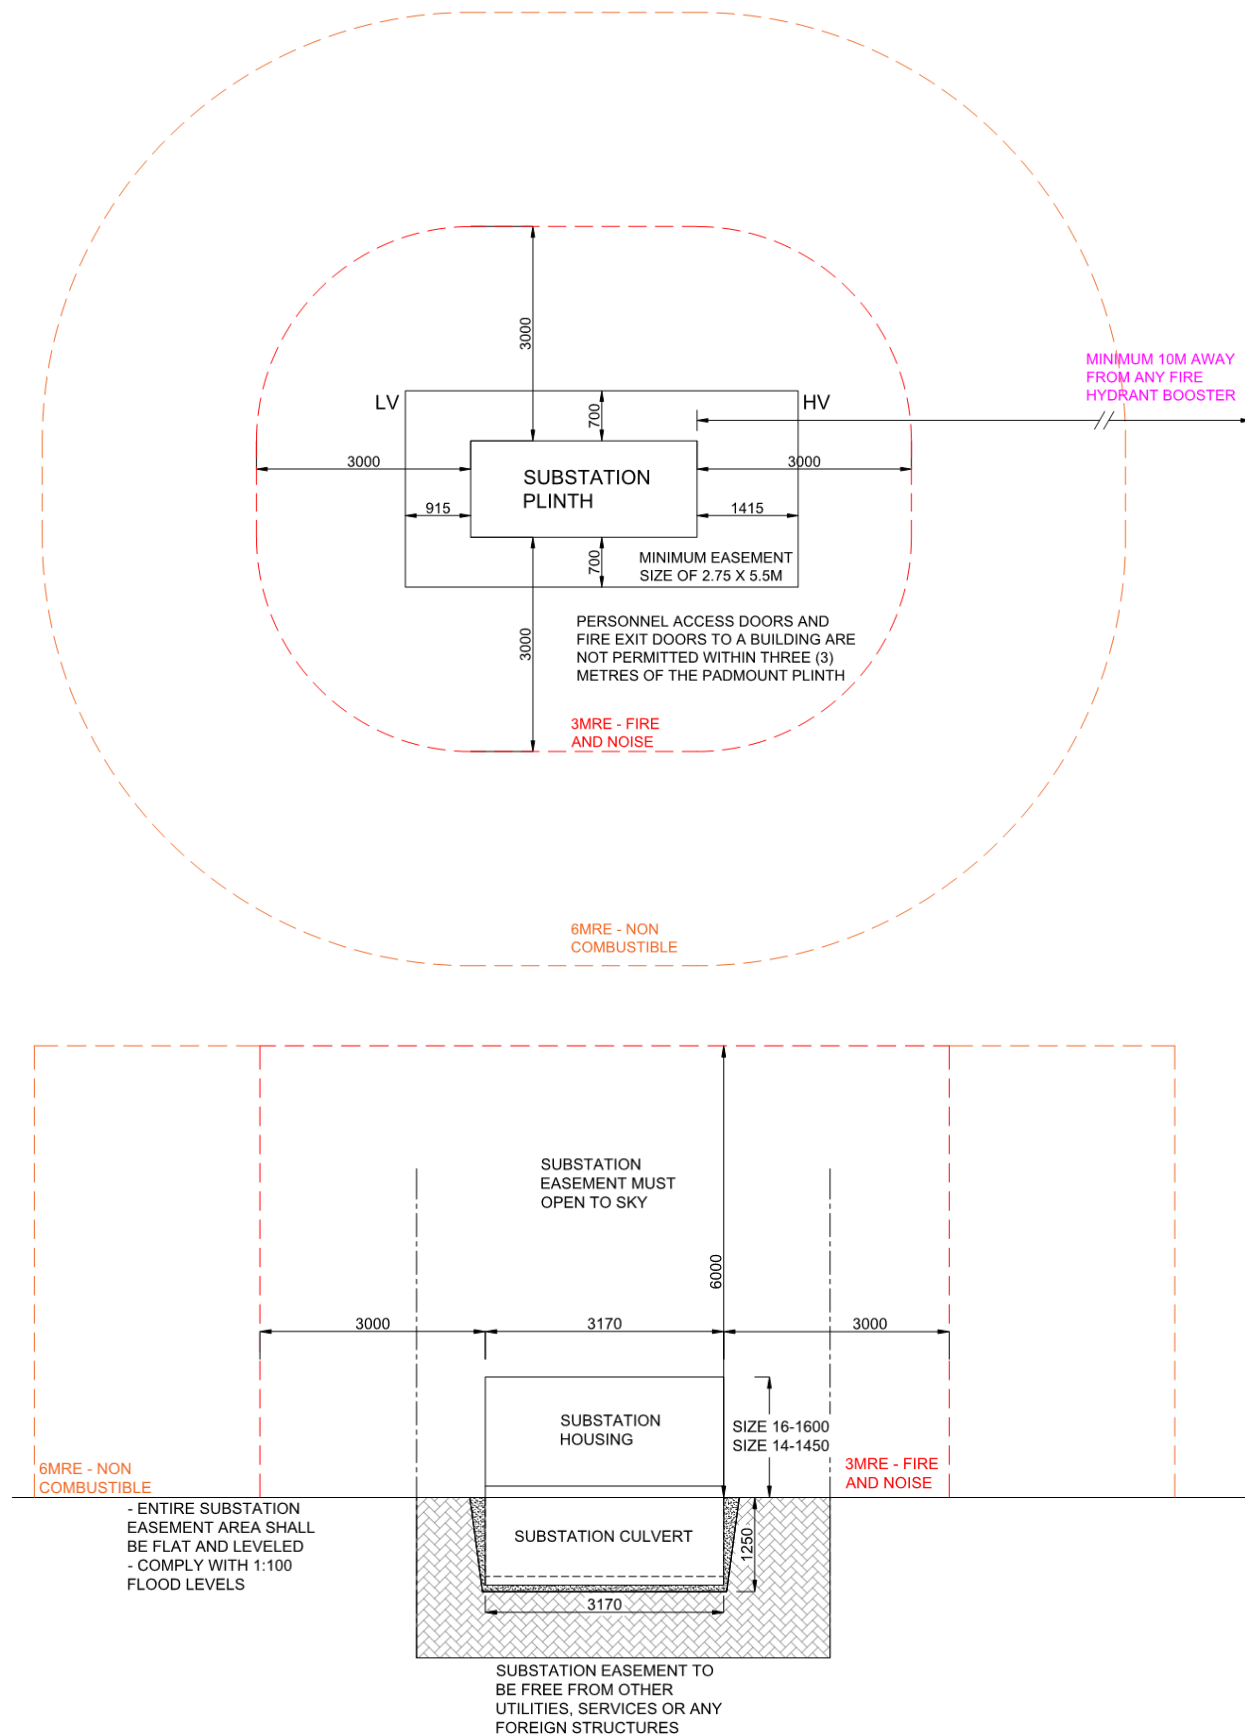 MINIMUM 10M AWAY
FROM ANY FIRE
HYDRANT BOOSTER
3000
LV
HV
700
3000
3000
SUBSTATION
PLINTH
915
1415
700
MINIMUM EASEMENT
SIZE OF 2.75 X 5.5M
3000
PERSONNEL ACCESS DOORS AND
FIRE EXIT DOORS TO A BUILDING ARE
NOT PERMITTED WITHIN THREE (3)
METRES OF THE PADMOUNT PLINTH
3MRE - FIRE
AND NOISE
6MRE - NON
COMBUSTIBLE
SUBSTATION
EASEMENT MUST
OPEN TO SKY
6000
3000
3170
3000
SUBSTATION
HOUSING
SIZE 16-1600
SIZE 14-1450
6MRE - NON
COMBUSTIBLE
3MRE - FIRE
AND NOISE
- ENTIRE SUBSTATION
EASEMENT AREA SHALL
BE FLAT AND LEVELED
- COMPLY WITH 1:100
FLOOD LEVELS
SUBSTATION CULVERT
1250
3170
SUBSTATION EASEMENT TO
BE FREE FROM OTHER
UTILITIES, SERVICES OR ANY
FOREIGN STRUCTURES